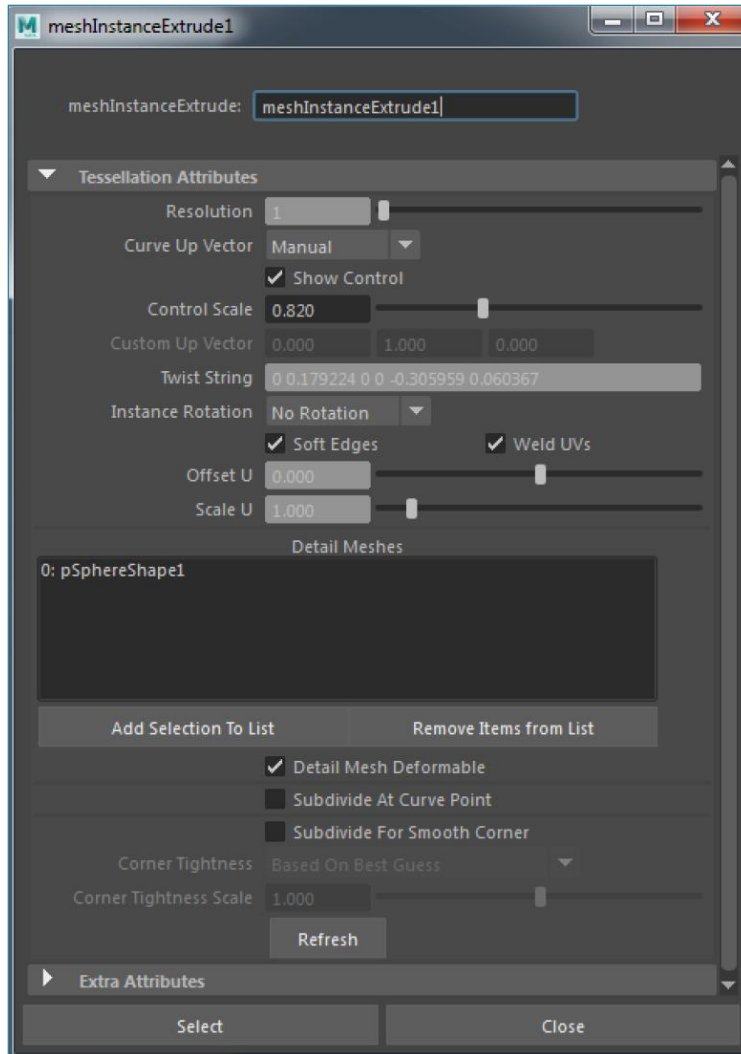 meshInstanceExtrude1
meshInstanceExtrude: meshInstanceExtrude1
Tessellation Attributes
Resolution 1
Curve Up Vector Manual
Show Control
Control Scale 0.820
Custom Up Vector 0.000 1.000 0.000
Twist String 0 0.179224 0 0 -0.305959 0.060367
Instance Rotation No Rotation
Soft Edges Weld UVs
Offset U 0.000
Scale U 1.000
Detail Meshes
0: pSphereShape1
Add Selection To List Remove Items from List
Detail Mesh Deformable
Subdivide At Curve Point
Subdivide For Smooth Corner
Corner Tightness Based On Best Guess
Corner Tightness Scale 1.000
Refresh
Extra Attributes
Select Close